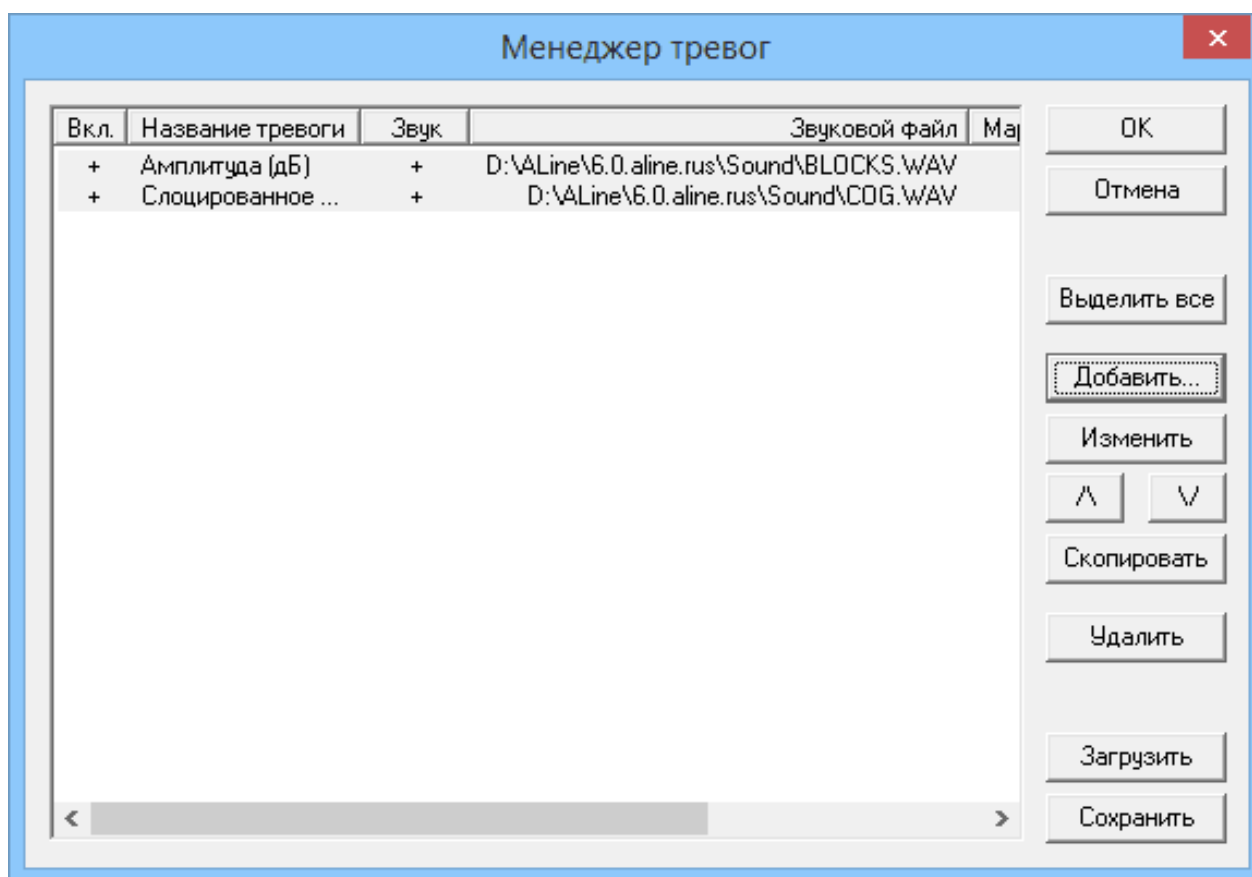 Менеджер тревог
Вкл. Название тревоги Звук Звуковой файл Мар
+ Амплитуда (дБ) + D:\ALine\6.0.aline.rus\Sound\BLOCKS.WAV
+ Слоцированное ... + D:\ALine\6.0.aline.rus\Sound\COG.WAV
OK
Отмена
Выделить все
Добавить...
Изменить
/\ \/
Скопировать
Удалить
Загрузить
Сохранить